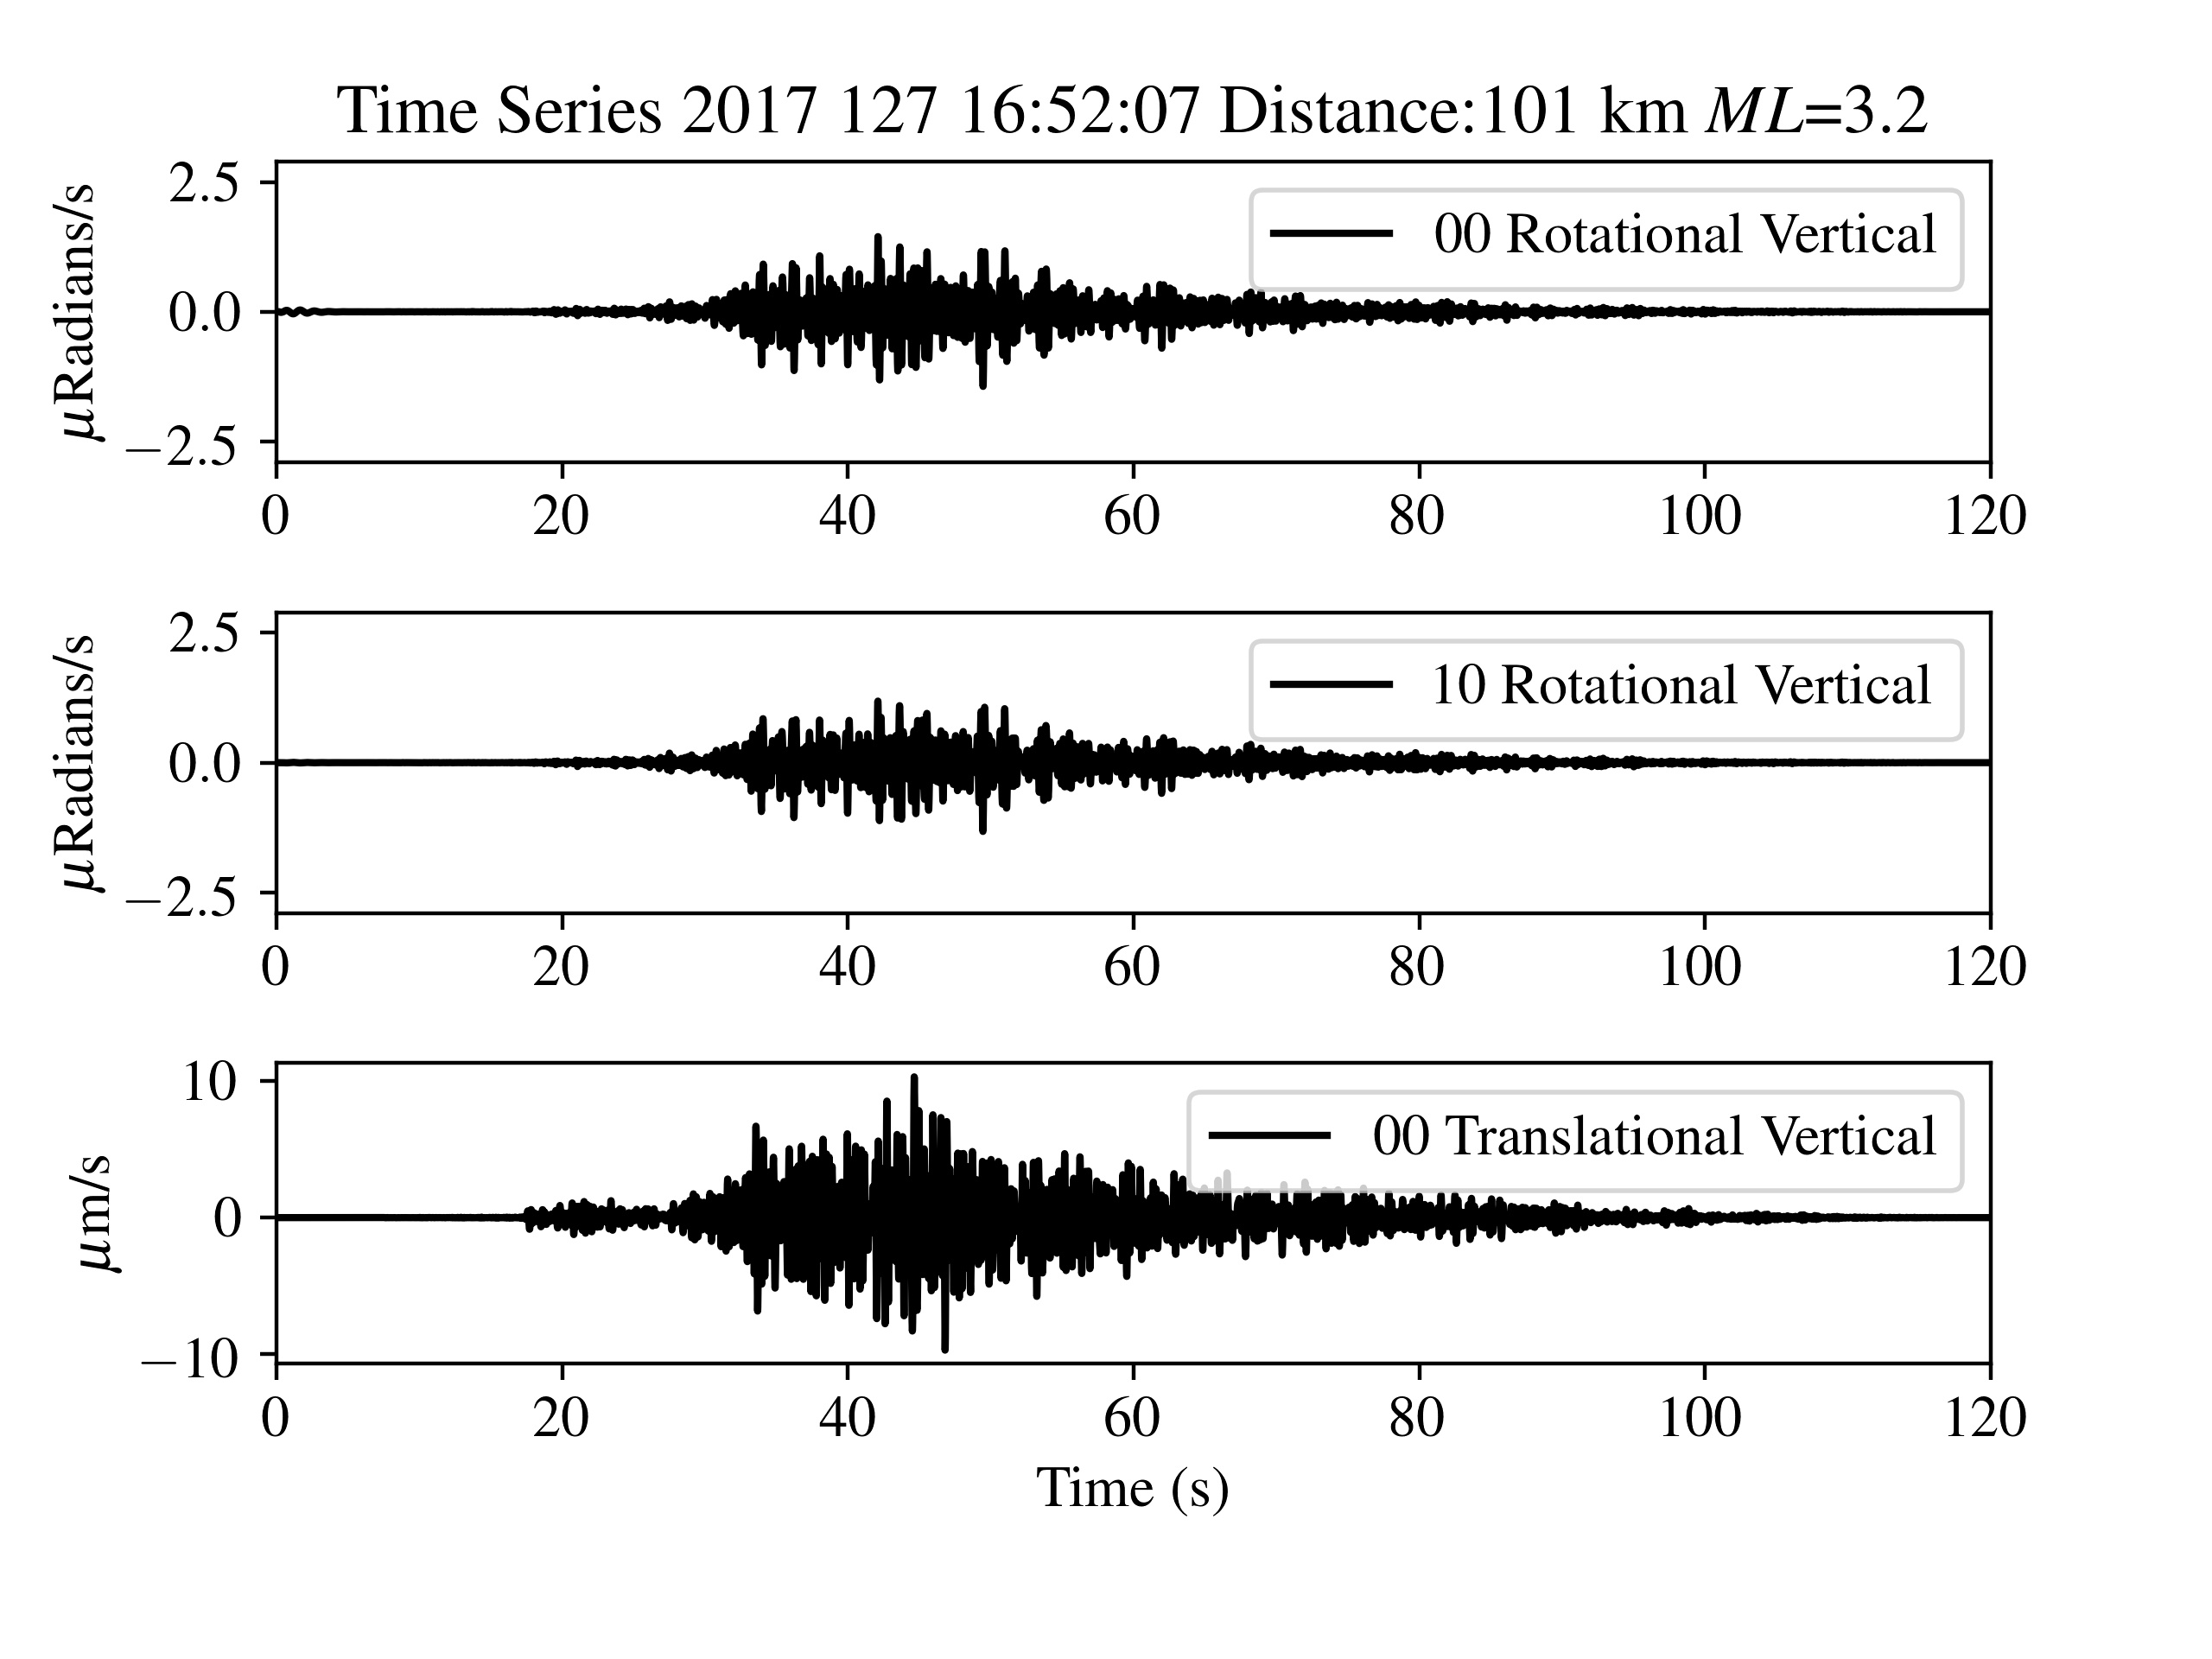 Time Series 2017 127 16:52:07 Distance:101 km ML=3.2
μRadians/s
2.5
0.0
−2.5
00 Rotational Vertical
0 20 40 60 80 100 120
μRadians/s
2.5
0.0
−2.5
10 Rotational Vertical
0 20 40 60 80 100 120
μm/s
10
0
−10
00 Translational Vertical
0 20 40 60 80 100 120
Time (s)